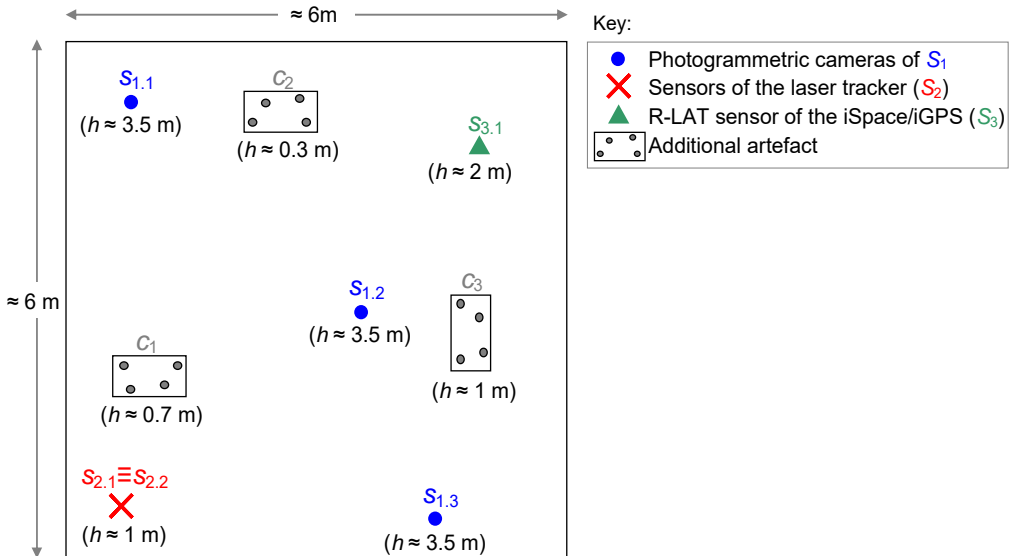 ≈ 6m
Key:
s1.1
c2
Photogrammetric cameras of S1
Sensors of the laser tracker (S2)
R-LAT sensor of the iSpace/iGPS (S3)
Additional artefact
(h ≈ 3.5 m)
(h ≈ 0.3 m)
s3.1
(h ≈ 2 m)
≈ 6 m
s1.2
c3
(h ≈ 3.5 m)
c1
(h ≈ 1 m)
(h ≈ 0.7 m)
s2.1≡s2.2
s1.3
(h ≈ 1 m)
(h ≈ 3.5 m)